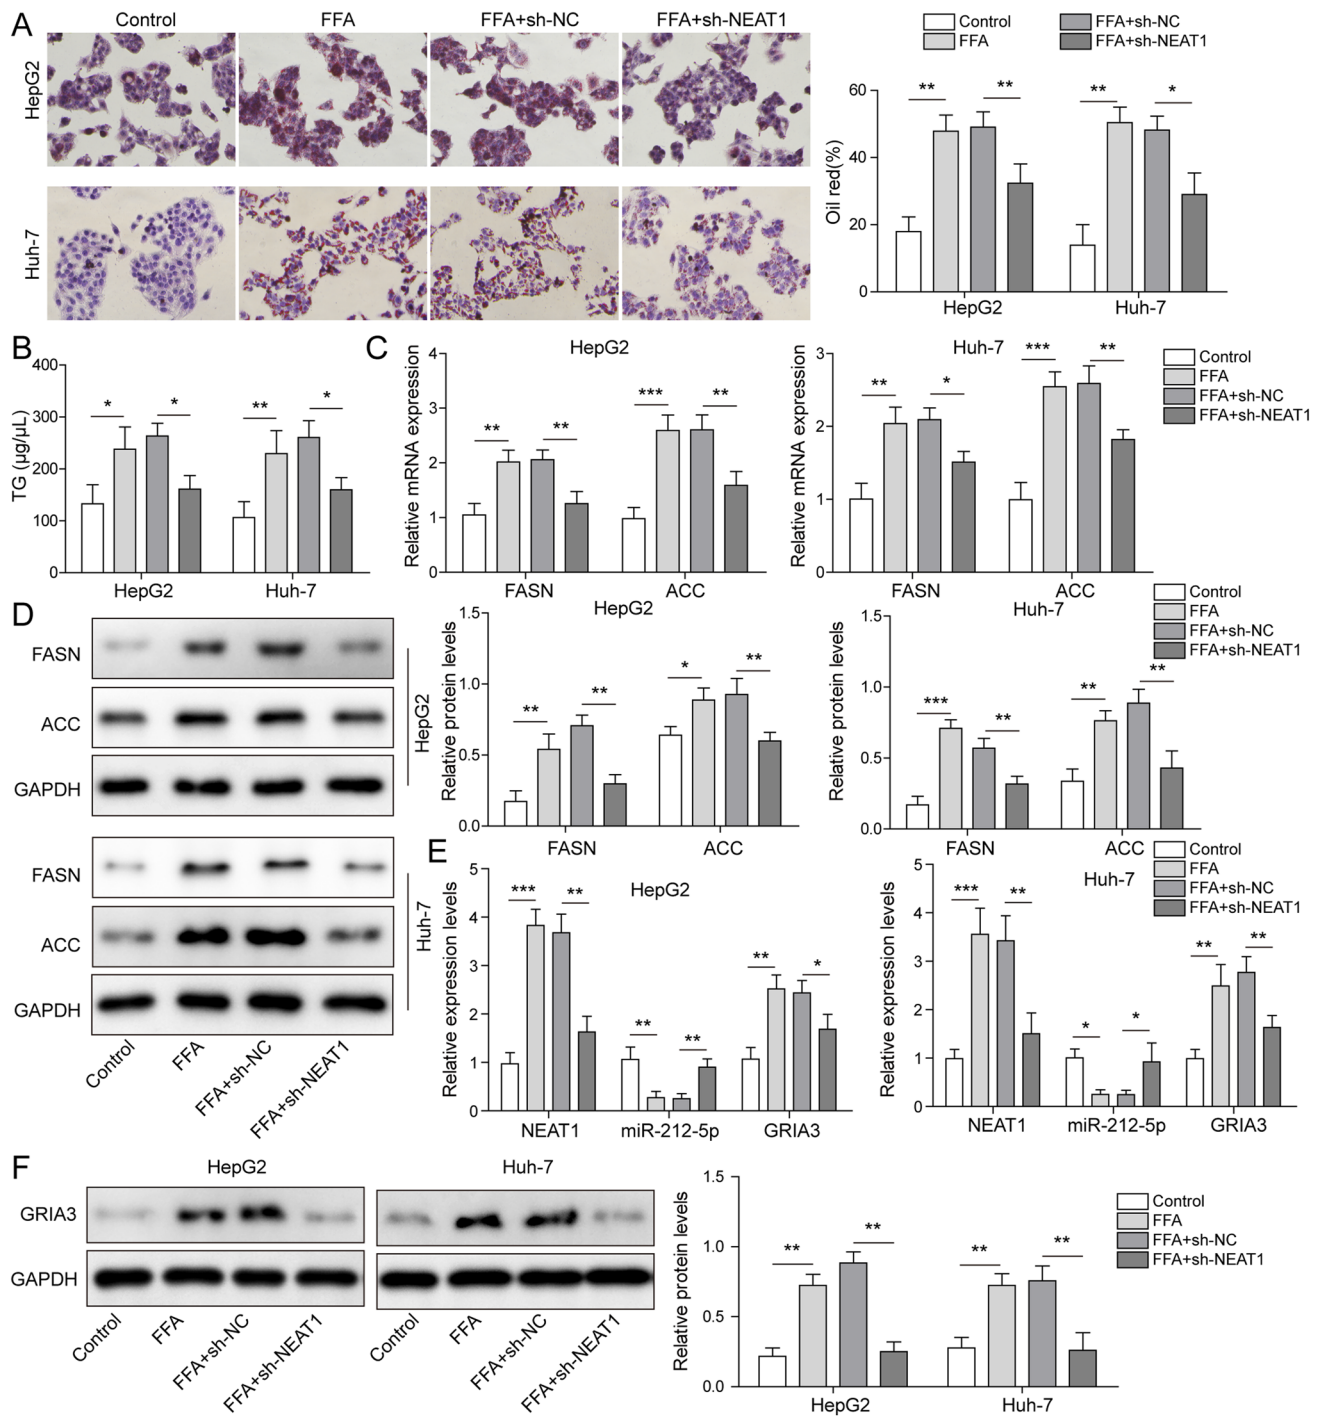 A
Control FFA FFA+sh-NC FFA+sh-NEAT1
HepG2
Huh-7
Control FFA+sh-NC
FFA FFA+sh-NEAT1
Oil red(%)
60
40
20
0
** ** ** *
HepG2 Huh-7
B
TG (μg/μL)
400
300
200
100
0
* * ** *
HepG2 Huh-7
C
HepG2
Relative mRNA expression
4
3
2
1
0
** ** *** **
FASN ACC
Huh-7
Relative mRNA expression
3
2
1
0
** * *** **
FASN ACC
Control
FFA
FFA+sh-NC
FFA+sh-NEAT1
D
FASN
ACC
GAPDH
HepG2
FASN
ACC
GAPDH
Huh-7
Control FFA FFA+sh-NC FFA+sh-NEAT1
HepG2
Relative protein levels
1.5
1.0
0.5
0.0
** ** * **
FASN ACC
Huh-7
Relative protein levels
1.5
1.0
0.5
0.0
*** ** ** **
FASN ACC
Control
FFA
FFA+sh-NC
FFA+sh-NEAT1
E
HepG2
Relative expression levels
5
4
3
2
1
0
*** ** ** ** ** *
NEAT1 miR-212-5p GRIA3
Huh-7
Relative expression levels
5
4
3
2
1
0
*** ** * * ** **
NEAT1 miR-212-5p GRIA3
Control
FFA
FFA+sh-NC
FFA+sh-NEAT1
F
HepG2 Huh-7
GRIA3
GAPDH
Control FFA FFA+sh-NC FFA+sh-NEAT1
Control FFA FFA+sh-NC FFA+sh-NEAT1
Relative protein levels
1.5
1.0
0.5
0.0
** ** ** **
HepG2 Huh-7
Control
FFA
FFA+sh-NC
FFA+sh-NEAT1